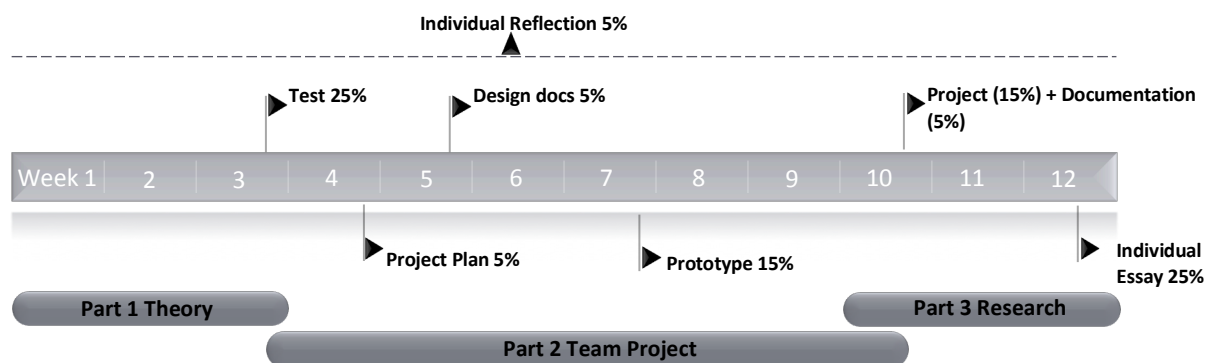 Individual Reflection 5%
Test 25%
Design docs 5%
Project (15%) + Documentation
(5%)
Week 1 2 3 4 5 6 7 8 9 10 11 12
Project Plan 5%
Prototype 15%
Individual
Essay 25%
Part 1 Theory
Part 3 Research
Part 2 Team Project